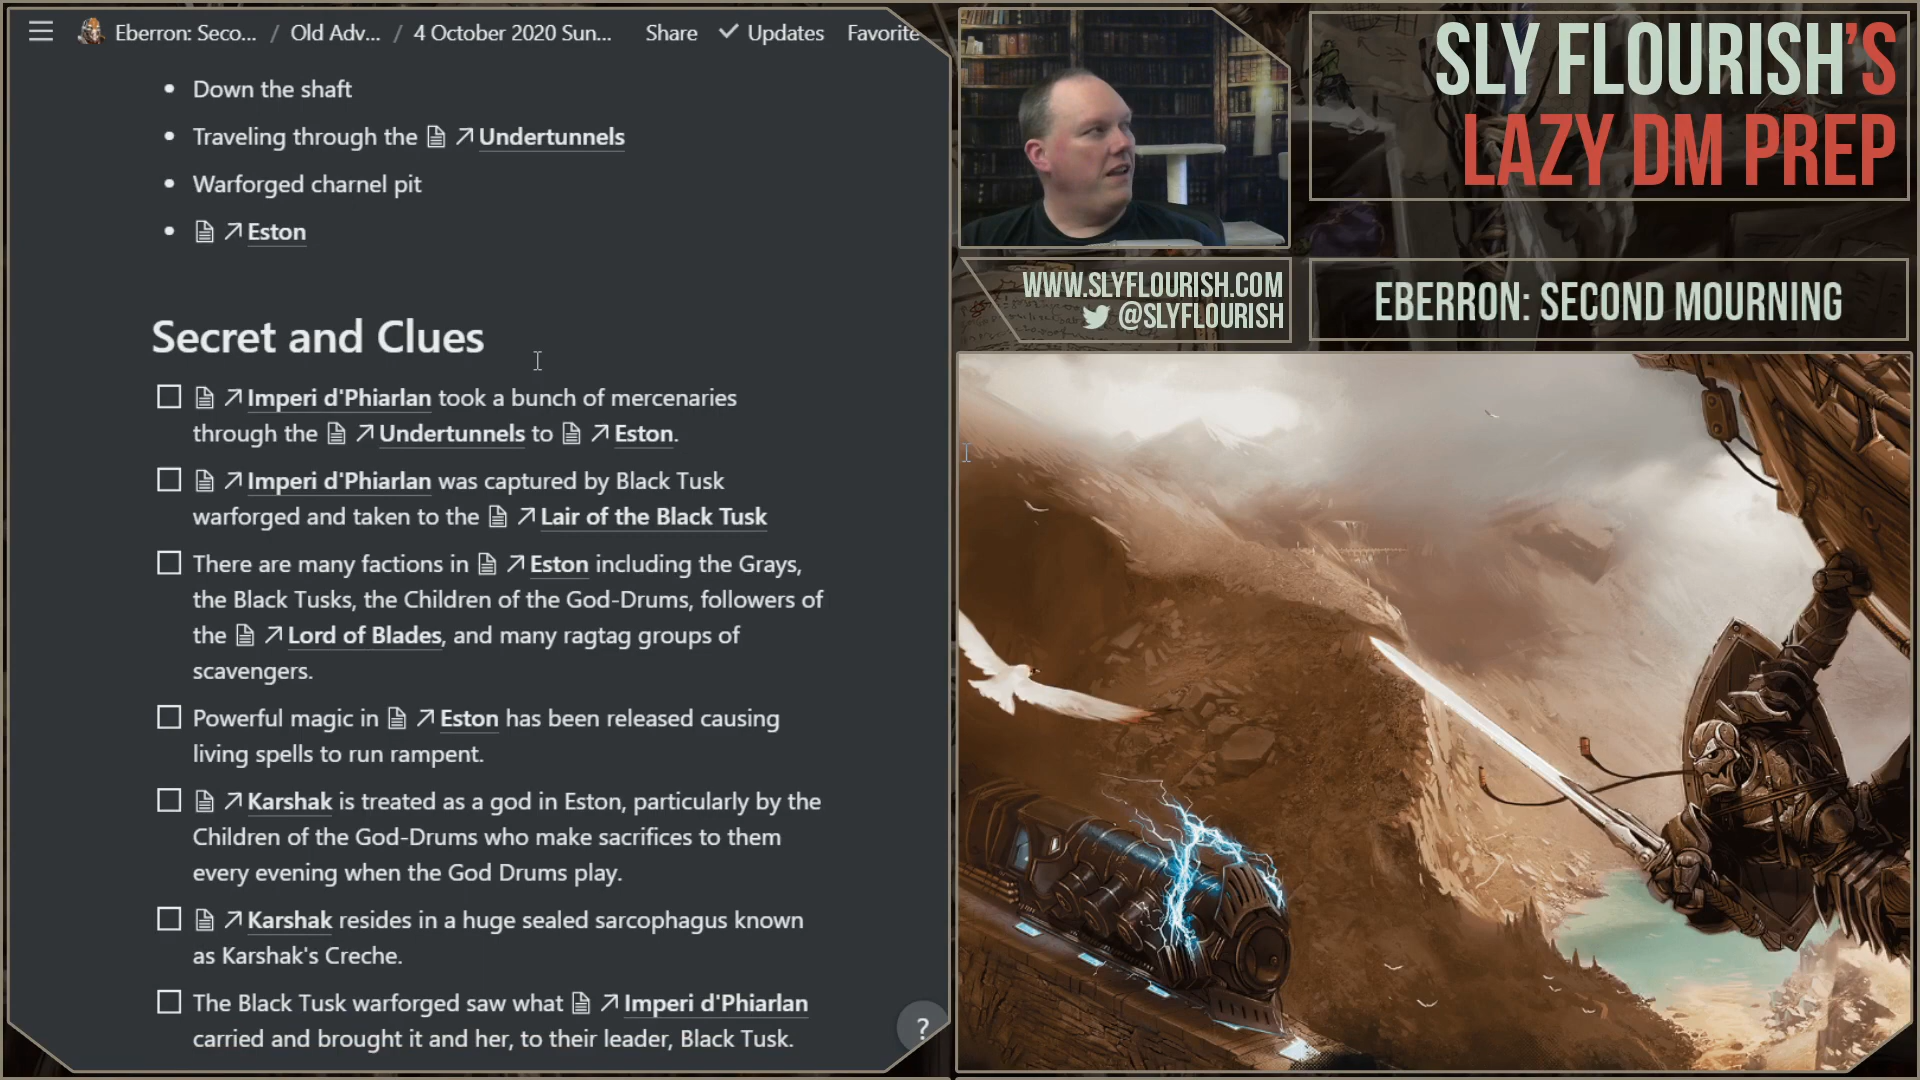 Eberron: Seco... / Old Adv... / 4 October 2020 Sun... Share Updates Favorite
Down the shaft
Traveling through the Undertunnels
Warforged charnel pit
Eston
Secret and Clues
Imperi d'Phiarlan took a bunch of mercenaries
through the Undertunnels to Eston.
Imperi d'Phiarlan was captured by Black Tusk
warforged and taken to the Lair of the Black Tusk
There are many factions in Eston including the Grays,
the Black Tusks, the Children of the God-Drums, followers of
the Lord of Blades, and many ragtag groups of
scavengers.
Powerful magic in Eston has been released causing
living spells to run rampent.
Karshak is treated as a god in Eston, particularly by the
Children of the God-Drums who make sacrifices to them
every evening when the God Drums play.
Karshak resides in a huge sealed sarcophagus known
as Karshak's Creche.
The Black Tusk warforged saw what Imperi d'Phiarlan
carried and brought it and her, to their leader, Black Tusk.
?
SLY FLOURISH'S
LAZY DM PREP
WWW.SLYFLOURISH.COM
@SLYFLOURISH
EBERRON: SECOND MOURNING